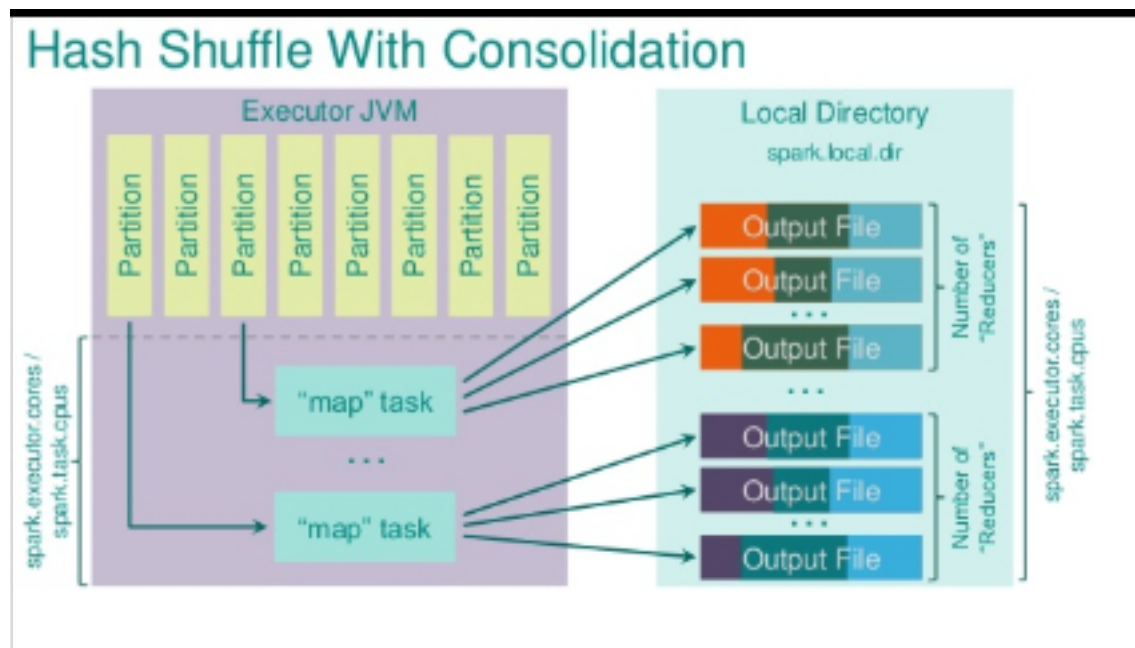 Hash Shuffle With Consolidation
Executor JVM
Partition
Partition
Partition
Partition
Partition
Partition
Partition
Partition
spark.executor.cores /
spark.task.cpus
"map" task
...
"map" task
Local Directory
spark.local.dir
Output File
Output File
...
Output File
Number of
"Reducers"
...
Output File
Output File
...
Output File
Number of
"Reducers"
spark.executor.cores /
spark.task.cpus